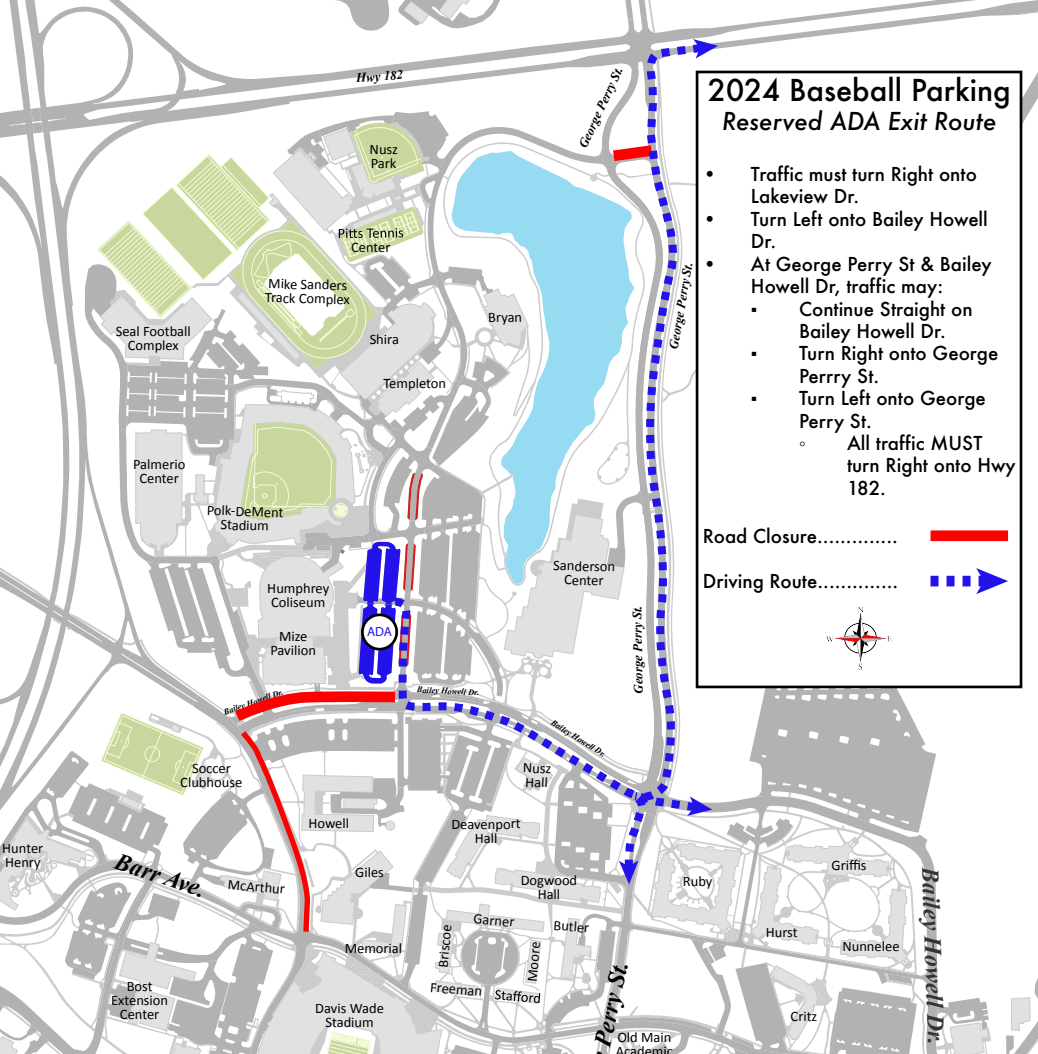 Hwy 182
George Perry St.
2024 Baseball Parking
Reserved ADA Exit Route
• Traffic must turn Right onto
Lakeview Dr.
• Turn Left onto Bailey Howell
Dr.
• At George Perry St & Bailey
Howell Dr, traffic may:
▪ Continue Straight on
Bailey Howell Dr.
▪ Turn Right onto George
Perrry St.
▪ Turn Left onto George
Perry St.
° All traffic MUST
turn Right onto Hwy
182.
Road Closure..............
Driving Route..............
N
W
E
S
Nusz
Park
Pitts Tennis
Center
Mike Sanders
Track Complex
George Perry St.
Bryan
Seal Football
Complex
Shira
Templeton
Palmerio
Center
Polk-DeMent
Stadium
Sanderson
Center
Humphrey
Coliseum
ADA
Mize
Pavilion
George Perry St.
Bailey Howell Dr.
Bailey Howell Dr.
Bailey Howell Dr.
Soccer
Clubhouse
Nusz
Hall
Howell
Deavenport
Hall
Hunter
Henry
Barr Ave.
McArthur
Giles
Dogwood
Hall
Ruby
Griffis
Bailey Howell Dr.
Garner
Butler
Briscoe
Moore
Memorial
Hurst
Nunnelee
Freeman
Stafford
Bost
Extension
Center
Davis Wade
Stadium
Perry St.
Critz
Old Main
Academic